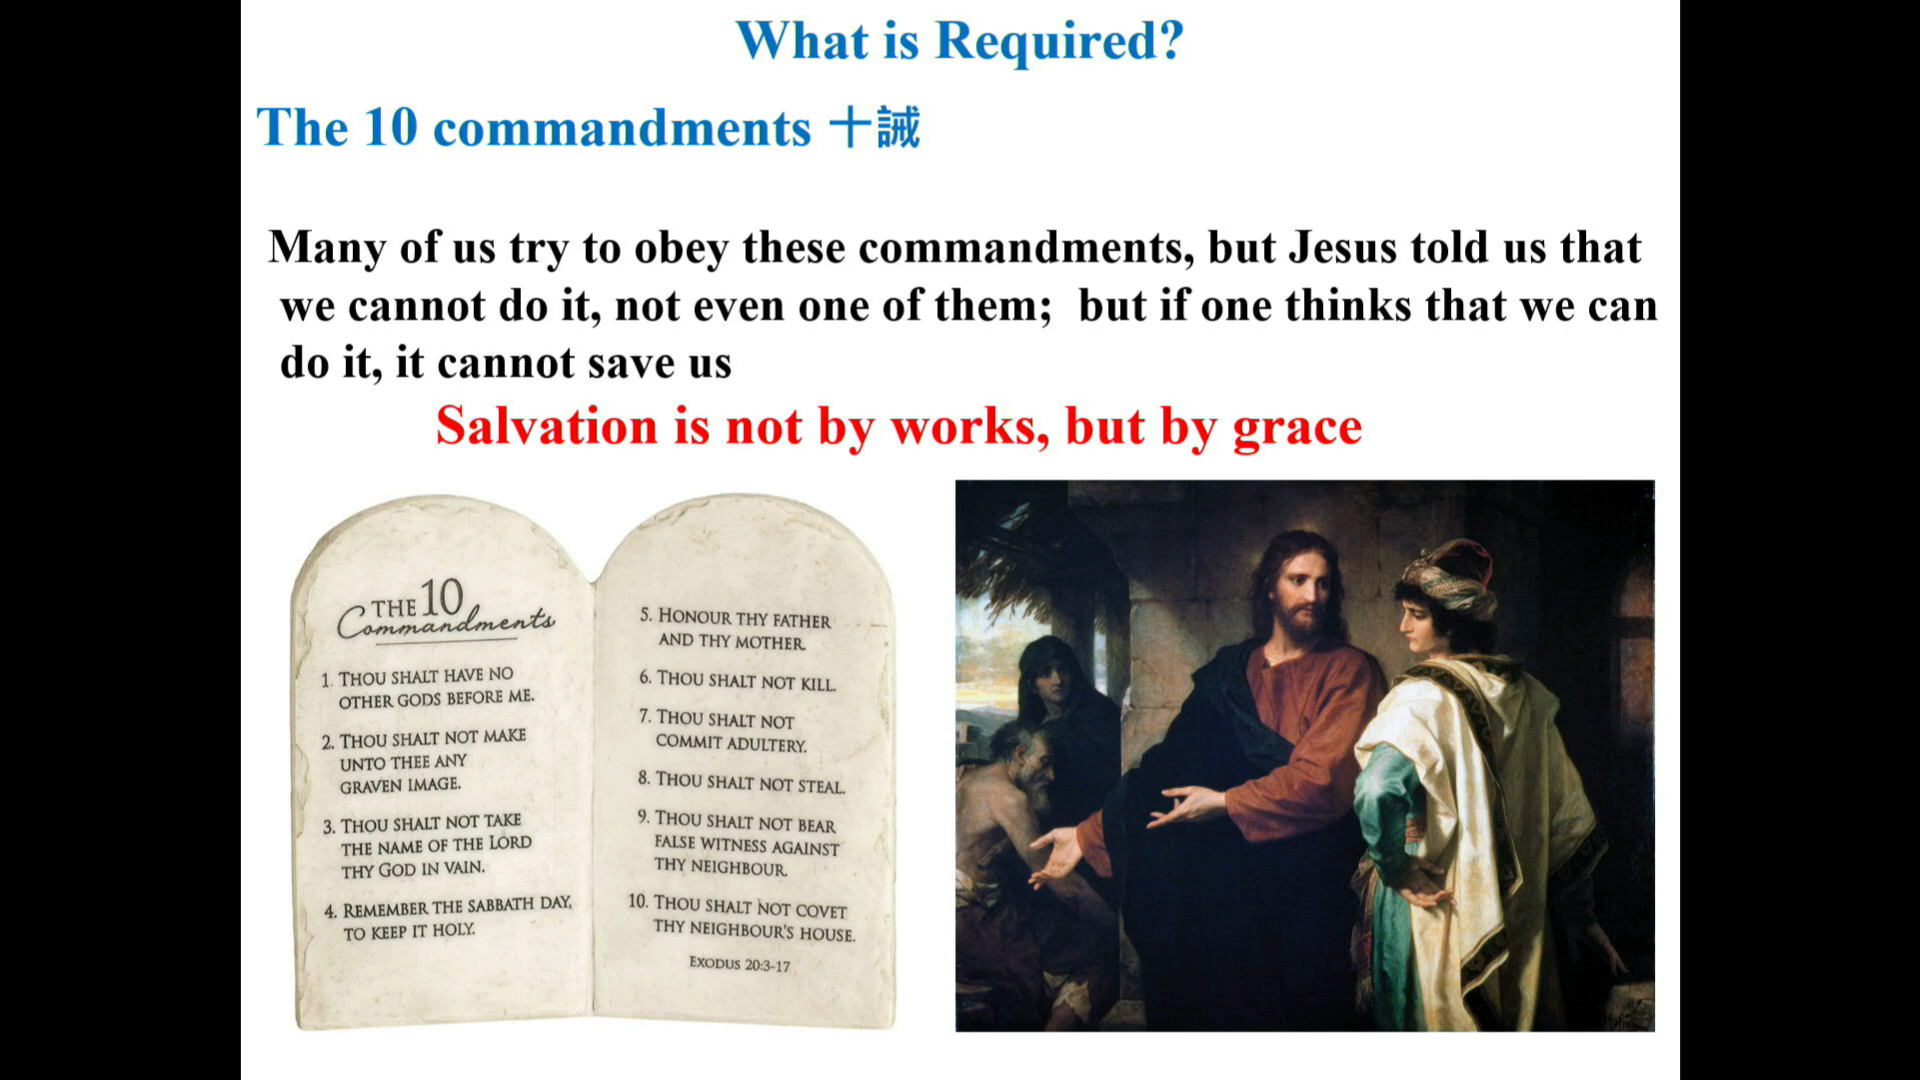 What is Required?
The 10 commandments 十誡
Many of us try to obey these commandments, but Jesus told us that
we cannot do it, not even one of them;  but if one thinks that we can
do it, it cannot save us
Salvation is not by works, but by grace
THE 10
Commandments
1. THOU SHALT HAVE NO
OTHER GODS BEFORE ME.
2. THOU SHALT NOT MAKE
UNTO THEE ANY
GRAVEN IMAGE.
3. THOU SHALT NOT TAKE
THE NAME OF THE LORD
THY GOD IN VAIN.
4. REMEMBER THE SABBATH DAY,
TO KEEP IT HOLY.
5. HONOUR THY FATHER
AND THY MOTHER.
6. THOU SHALT NOT KILL.
7. THOU SHALT NOT
COMMIT ADULTERY.
8. THOU SHALT NOT STEAL.
9. THOU SHALT NOT BEAR
FALSE WITNESS AGAINST
THY NEIGHBOUR.
10. THOU SHALT NOT COVET
THY NEIGHBOUR'S HOUSE.
EXODUS 20:3-17